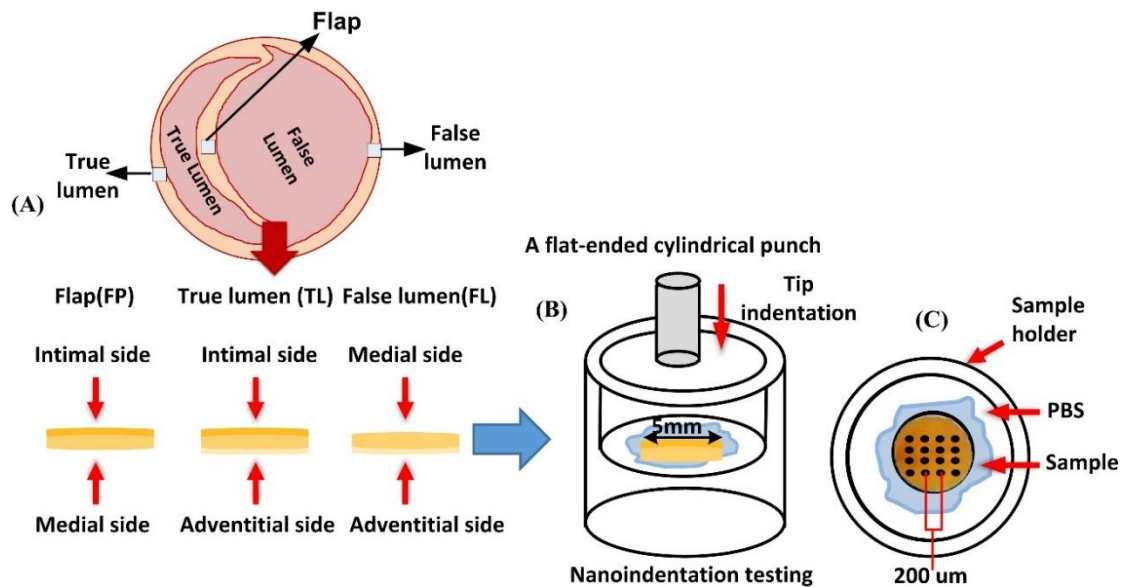 Flap
True
lumen
True Lumen
False
Lumen
False
lumen
(A)
Flap(FP)
True lumen (TL)
False lumen(FL)
Intimal side
Intimal side
Medial side
Medial side
Adventitial side
Adventitial side
A flat-ended cylindrical punch
(B)
Tip
indentation
5mm
Nanoindentation testing
(C)
Sample
holder
PBS
Sample
200 um